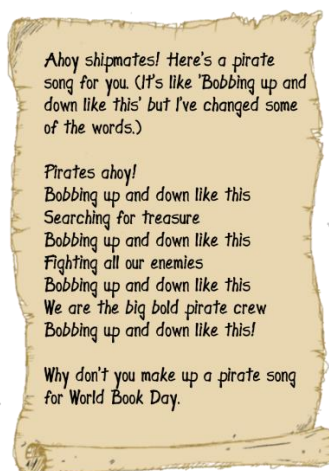 Ahoy shipmates! Here's a pirate
song for you. (It's like 'Bobbing up and
down like this' but I've changed some
of the words.)
Pirates ahoy!
Bobbing up and down like this
Searching for treasure
Bobbing up and down like this
Fighting all our enemies
Bobbing up and down like this
We are the big bold pirate crew
Bobbing up and down like this!
Why don't you make up a pirate song
for World Book Day.